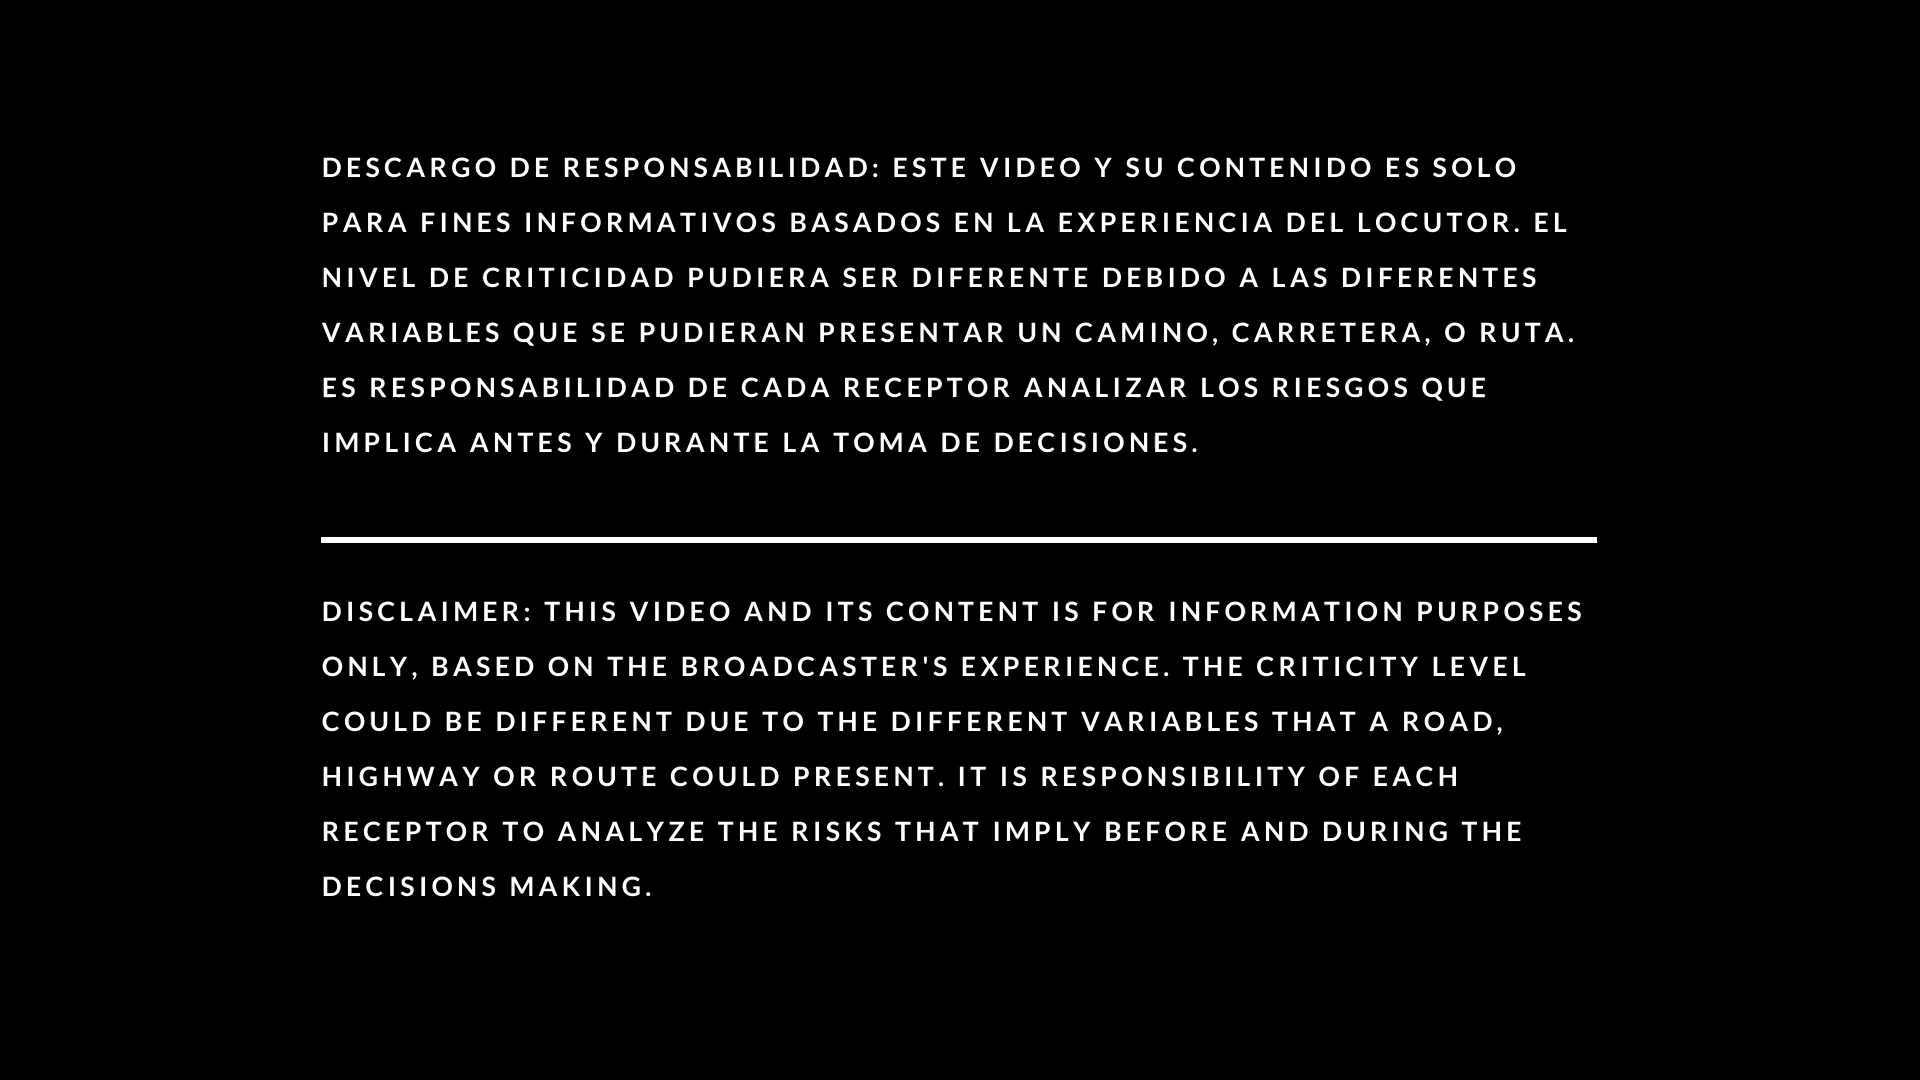 DESCARGO DE RESPONSABILIDAD: ESTE VIDEO Y SU CONTENIDO ES SOLO
PARA FINES INFORMATIVOS BASADOS EN LA EXPERIENCIA DEL LOCUTOR. EL
NIVEL DE CRITICIDAD PUDIERA SER DIFERENTE DEBIDO A LAS DIFERENTES
VARIABLES QUE SE PUDIERAN PRESENTAR UN CAMINO, CARRETERA, O RUTA.
ES RESPONSABILIDAD DE CADA RECEPTOR ANALIZAR LOS RIESGOS QUE
IMPLICA ANTES Y DURANTE LA TOMA DE DECISIONES.
DISCLAIMER: THIS VIDEO AND ITS CONTENT IS FOR INFORMATION PURPOSES
ONLY, BASED ON THE BROADCASTER'S EXPERIENCE. THE CRITICITY LEVEL
COULD BE DIFFERENT DUE TO THE DIFFERENT VARIABLES THAT A ROAD,
HIGHWAY OR ROUTE COULD PRESENT. IT IS RESPONSIBILITY OF EACH
RECEPTOR TO ANALYZE THE RISKS THAT IMPLY BEFORE AND DURING THE
DECISIONS MAKING.